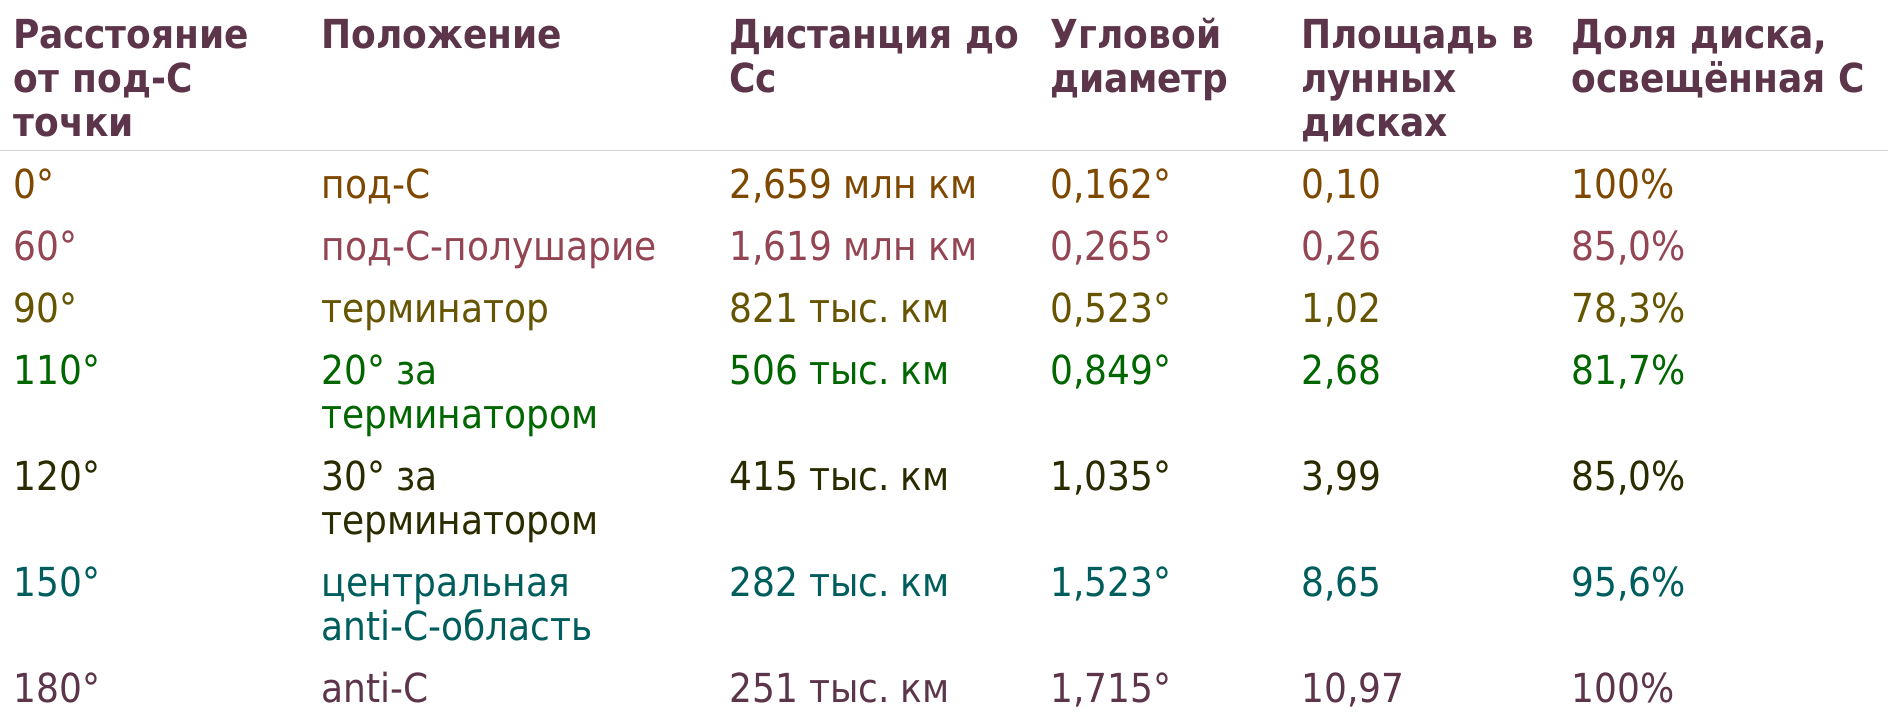 Расстояние от под-С точки | Положение | Дистанция до Сс | Угловой диаметр | Площадь в лунных дисках | Доля диска, освещённая С
0° | под-С | 2,659 млн км | 0,162° | 0,10 | 100%
60° | под-С-полушарие | 1,619 млн км | 0,265° | 0,26 | 85,0%
90° | терминатор | 821 тыс. км | 0,523° | 1,02 | 78,3%
110° | 20° за терминатором | 506 тыс. км | 0,849° | 2,68 | 81,7%
120° | 30° за терминатором | 415 тыс. км | 1,035° | 3,99 | 85,0%
150° | центральная anti-С-область | 282 тыс. км | 1,523° | 8,65 | 95,6%
180° | anti-С | 251 тыс. км | 1,715° | 10,97 | 100%